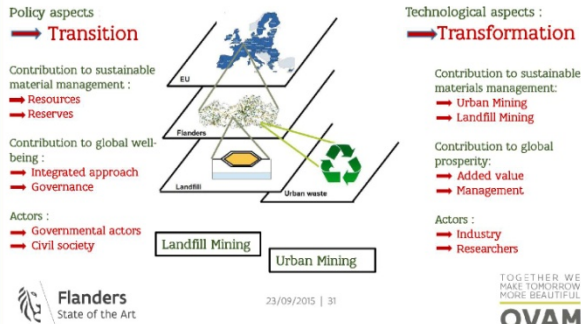 Policy aspects
Transition
Contribution to sustainable
material management :
Resources
Reserves
Contribution to global well-
being :
Integrated approach
Governance
Actors :
Governmental actors
Civil society
EU
Flanders
Landfill
Urban waste
Landfill Mining
Urban Mining
Technological aspects :
Transformation
Contribution to sustainable
materials management:
Urban Mining
Landfill Mining
Contribution to global
prosperity:
Added value
Management
Actors :
Industry
Researchers
Flanders
State of the Art
23/09/2015 | 31
TOGETHER WE
MAKE TOMORROW
MORE BEAUTIFUL
OVAM